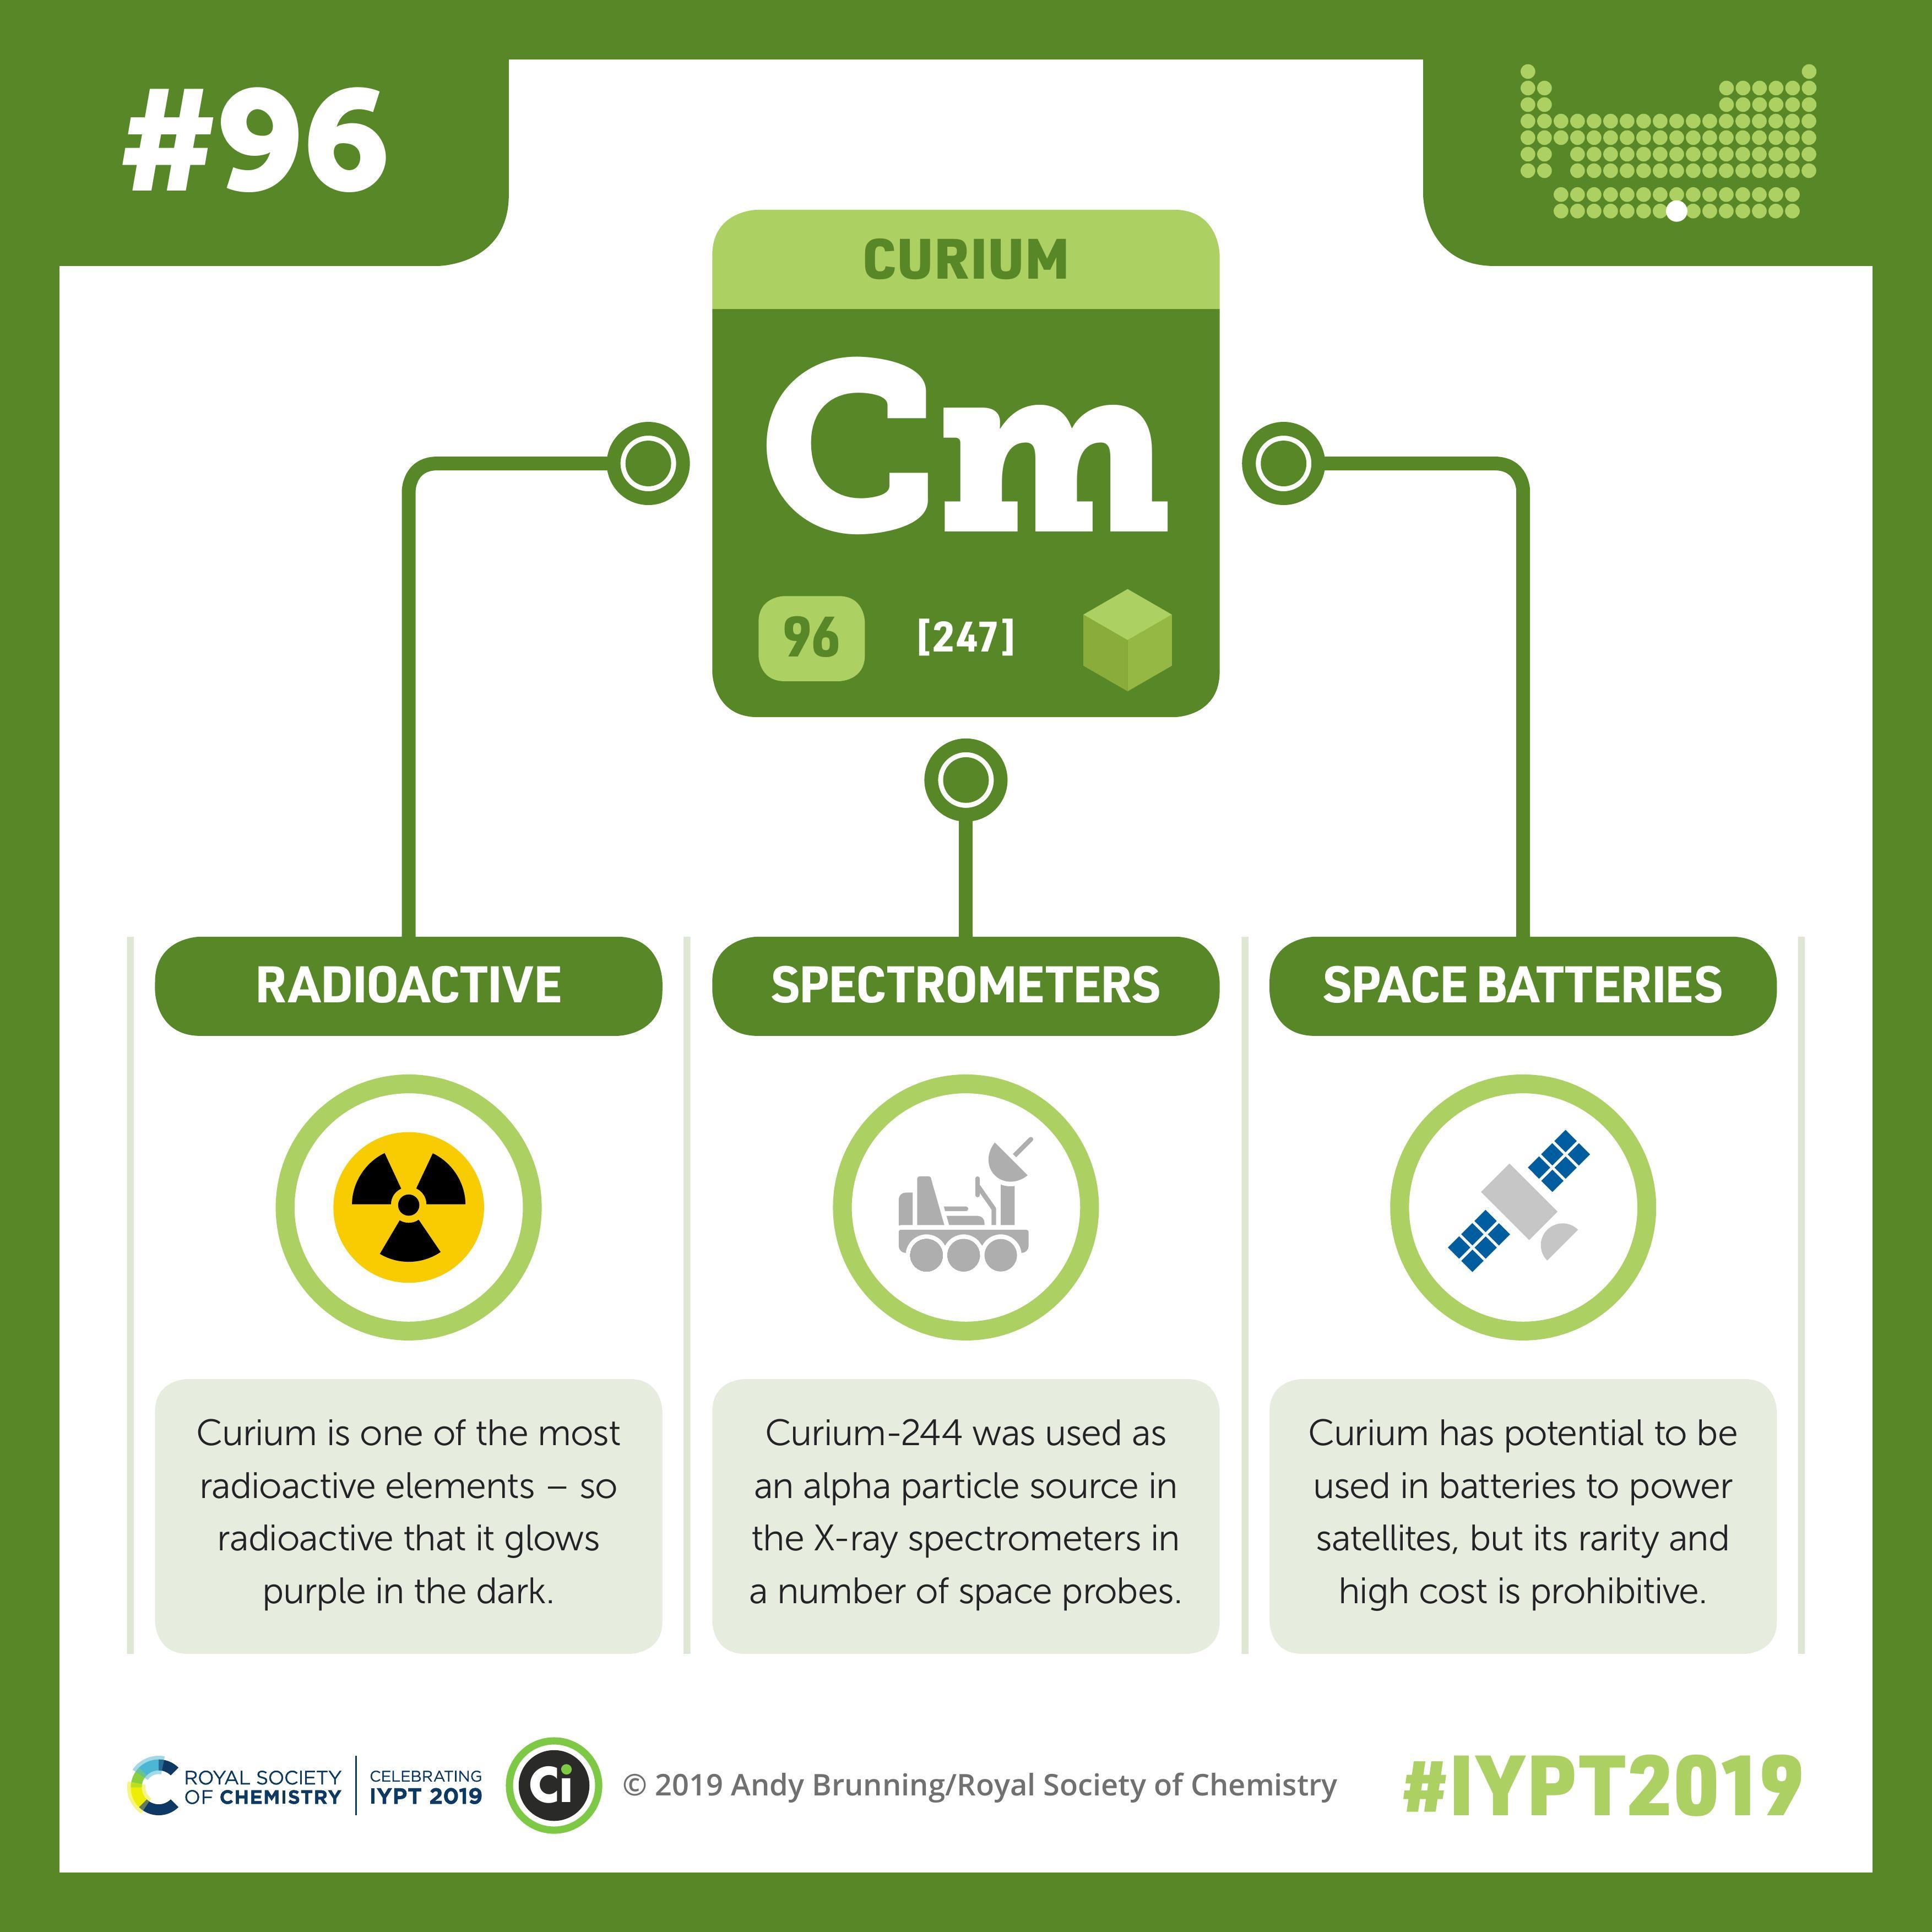 #96
CURIUM
Cm
96
[247]
RADIOACTIVE
Curium is one of the most
radioactive elements – so
radioactive that it glows
purple in the dark.
SPECTROMETERS
Curium-244 was used as
an alpha particle source in
the X-ray spectrometers in
a number of space probes.
SPACE BATTERIES
Curium has potential to be
used in batteries to power
satellites, but its rarity and
high cost is prohibitive.
ROYAL SOCIETY
OF CHEMISTRY
CELEBRATING
IYPT 2019
Ci
© 2019 Andy Brunning/Royal Society of Chemistry
#IYPT2019